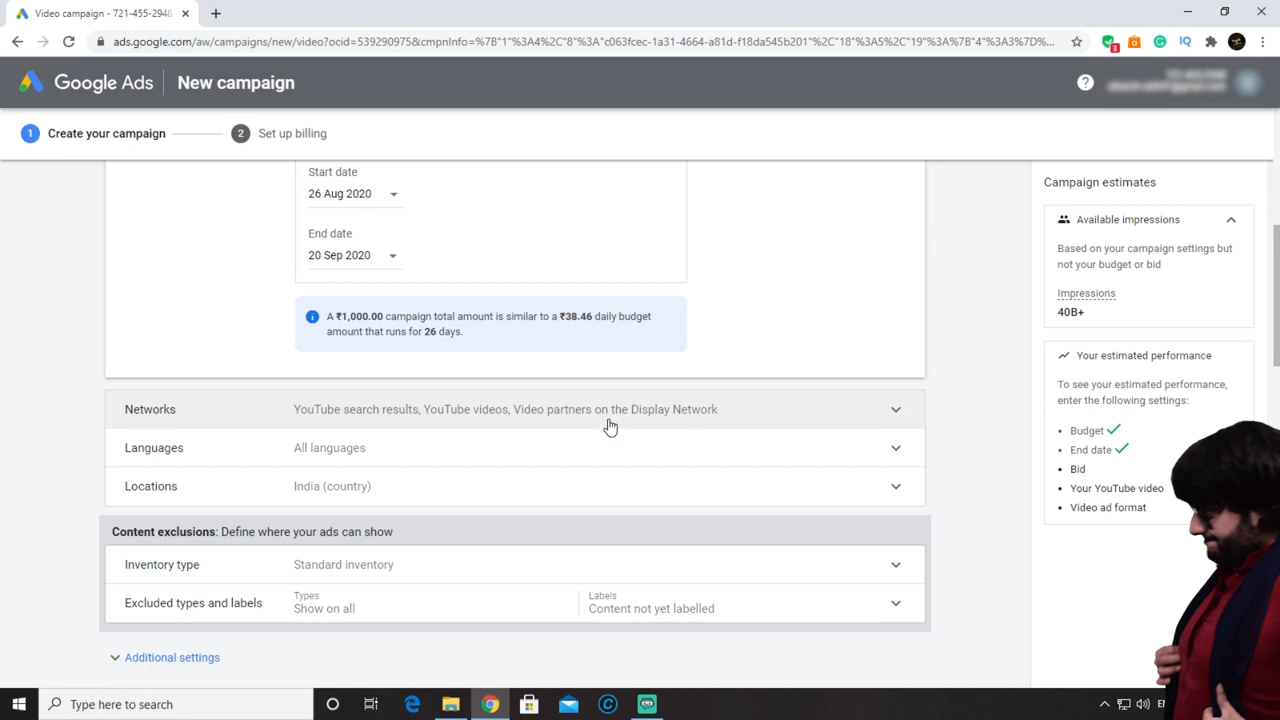 Video campaign - 721-455-2948
ads.google.com/aw/campaigns/new/video?ocid=539290975&cmpnInfo=%7B"1"%3A4%2C"8"%3A"c063fcec-1a31-4664-a81d-f18da545b201"%2C"18"%3A5%2C"19"%3A%7B"4"%3A3%7D%...
3
IQ
Google Ads
New campaign
1
Create your campaign
2
Set up billing
Start date
26 Aug 2020
End date
20 Sep 2020
A ₹1,000.00 campaign total amount is similar to a ₹38.46 daily budget
amount that runs for 26 days.
Networks
YouTube search results, YouTube videos, Video partners on the Display Network
Languages
All languages
Locations
India (country)
Content exclusions: Define where your ads can show
Inventory type
Standard inventory
Excluded types and labels
Types
Show on all
Labels
Content not yet labelled
Additional settings
Campaign estimates
Available impressions
Based on your campaign settings but
not your budget or bid
Impressions
40B+
Your estimated performance
To see your estimated performance,
enter the following settings:
Budget
End date
Bid
Your YouTube video
Video ad format
Type here to search